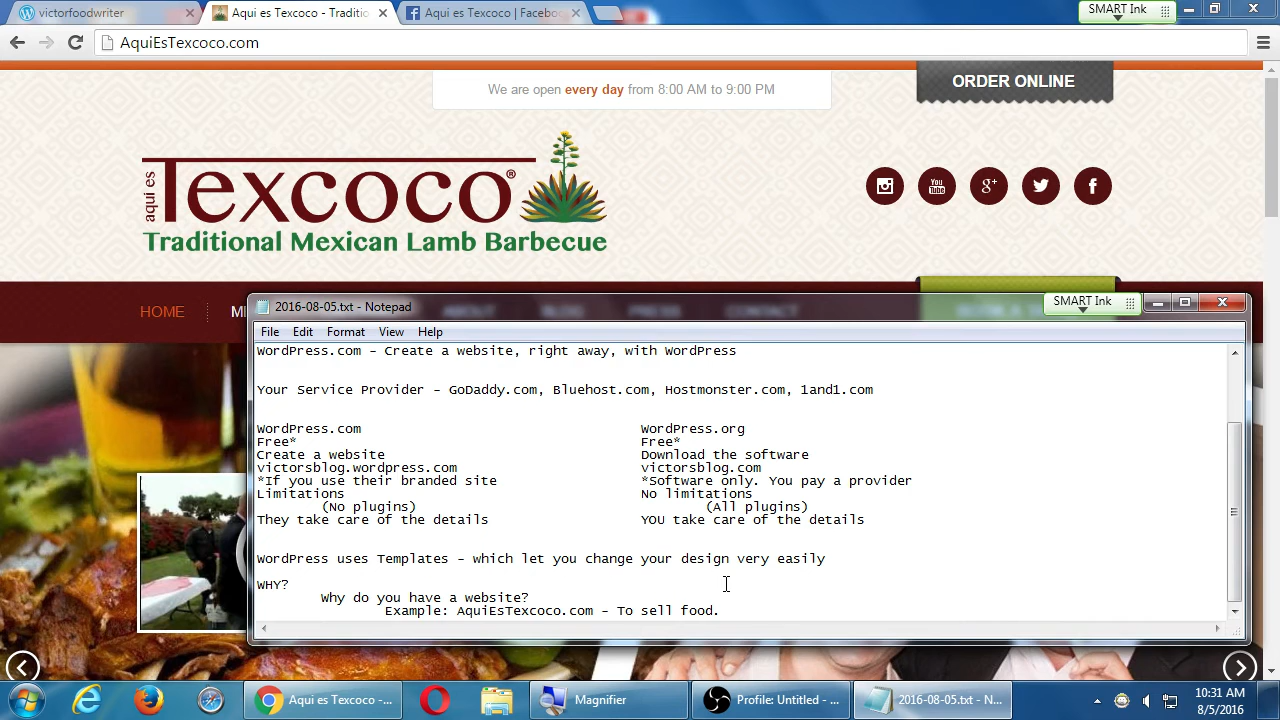 victorfoodwriter
Aqui es Texcoco - Traditio
Aqui es Texcoco | Facebo
SMART Ink
AquiEsTexcoco.com
We are open every day from 8:00 AM to 9:00 PM
ORDER ONLINE
aqui es
Texcoco®
Traditional Mexican Lamb Barbecue
You
Tube
g+
HOME
2016-08-05.txt - Notepad
SMART Ink
File Edit Format View Help
WordPress.com - Create a website, right away, with WordPress
Your Service Provider - GoDaddy.com, Bluehost.com, Hostmonster.com, 1and1.com
WordPress.com WordPress.org
Free* Free*
Create a website Download the software
victorsblog.wordpress.com victorsblog.com
*If you use their branded site *Software only. You pay a provider
Limitations No limitations
(No plugins) (All plugins)
They take care of the details YOU take care of the details
WordPress uses Templates - which let you change your design very easily
WHY?
Why do you have a website?
Example: AquiEsTexcoco.com - To sell food.
Aqui es Texcoco -...
Magnifier
Profile: Untitled - ...
2016-08-05.txt - N...
10:31 AM
8/5/2016